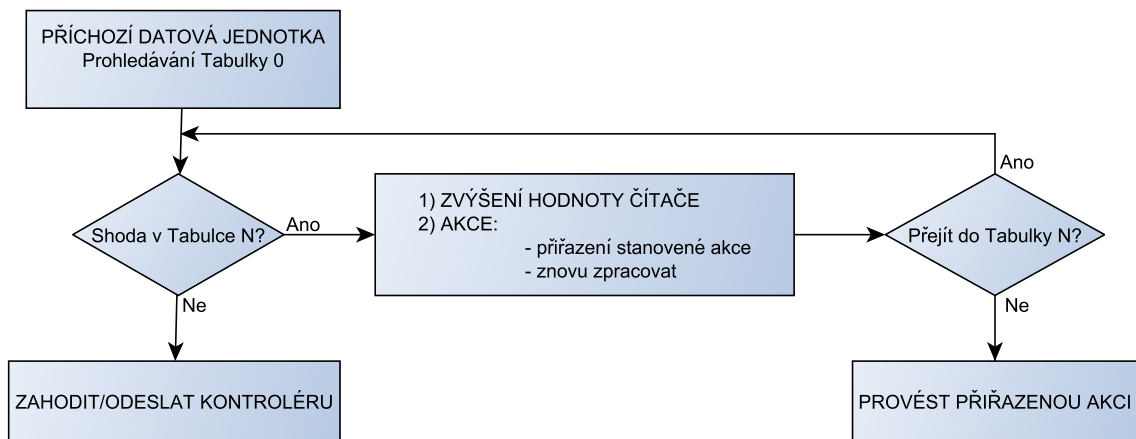 PŘÍCHOZÍ DATOVÁ JEDNOTKA
Prohledávání Tabulky 0
Shoda v Tabulce N?
Ano
Ne
1) ZVÝŠENÍ HODNOTY ČÍTAČE
2) AKCE:
- přiřazení stanovené akce
- znovu zpracovat
Přejít do Tabulky N?
Ano
Ne
ZAHODIT/ODESLAT KONTROLÉRU
PROVÉST PŘIŘAZENOU AKCI